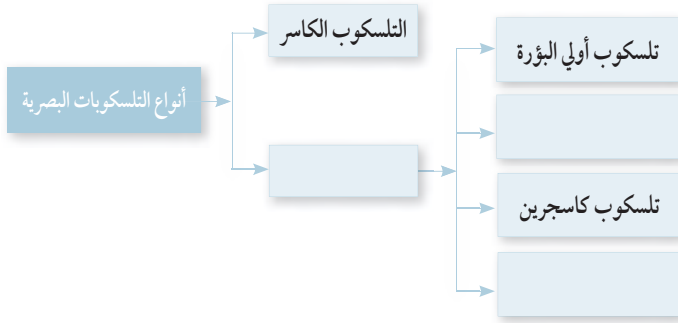 أنواع التلسكوبات البصرية
التلسكوب الكاسر
تلسكوب أولي البؤرة
تلسكوب كاسجرين